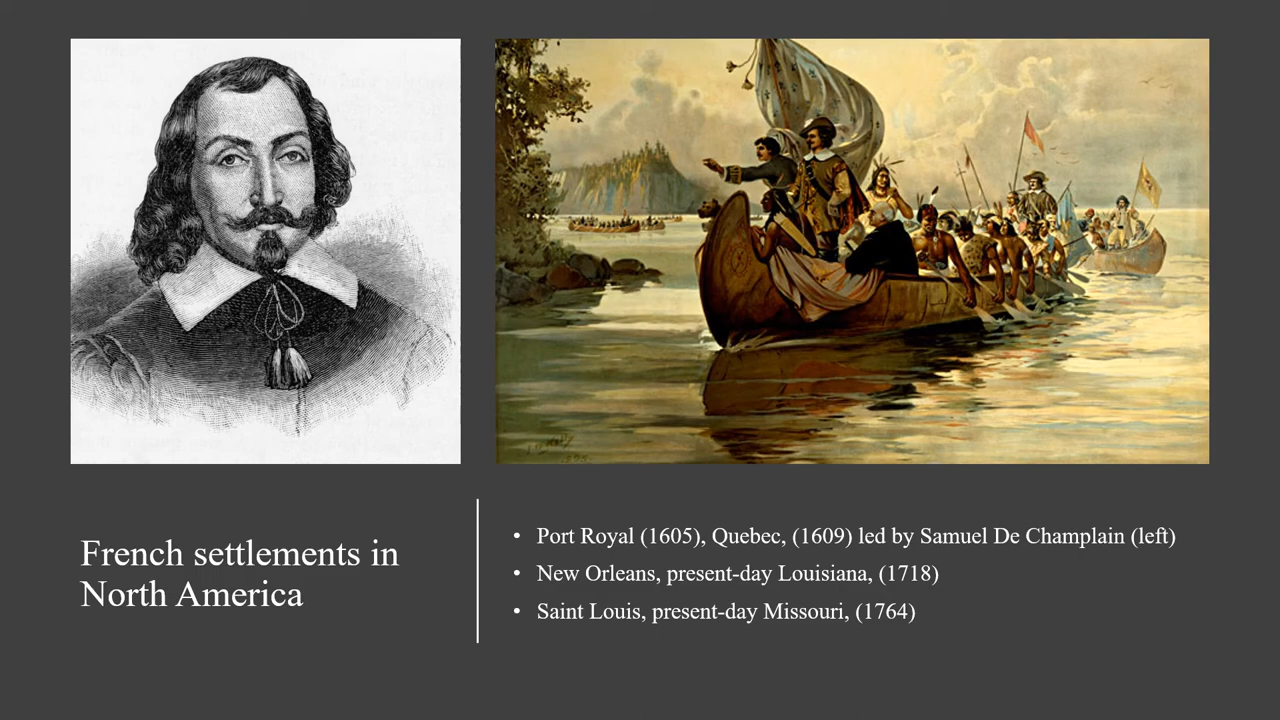 French settlements in
North America
• Port Royal (1605), Quebec, (1609) led by Samuel De Champlain (left)
• New Orleans, present-day Louisiana, (1718)
• Saint Louis, present-day Missouri, (1764)